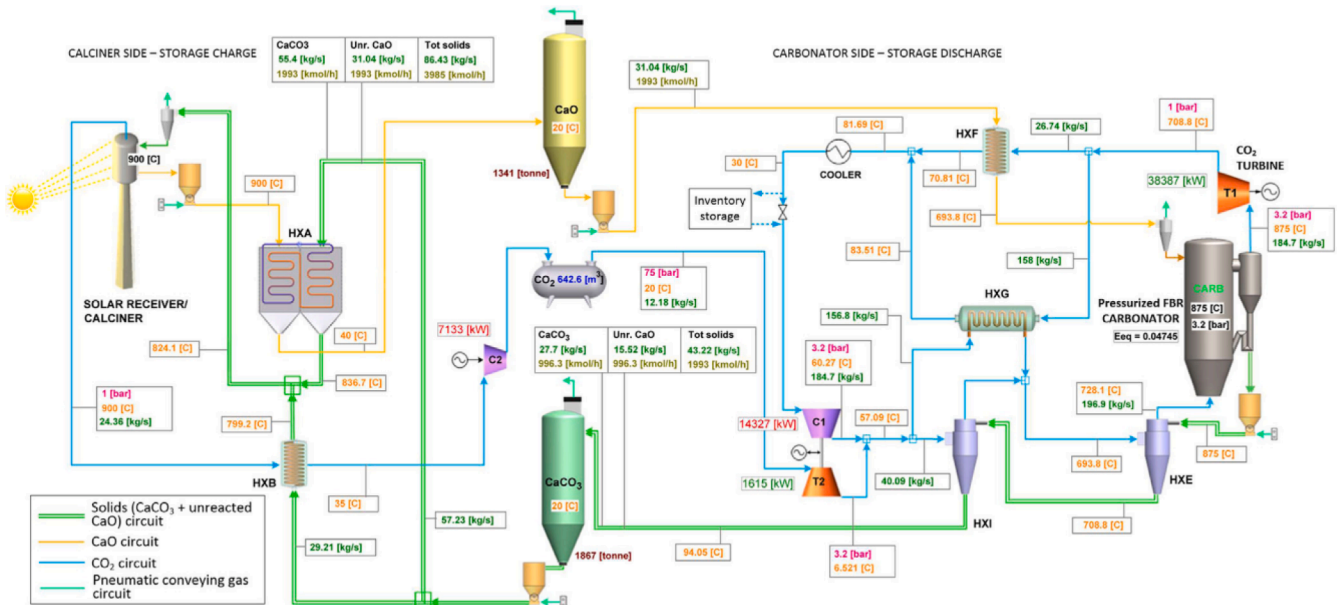 CALCINER SIDE – STORAGE CHARGE
CaCO3
55.4 [kg/s]
1993 [kmol/h]
Unr. CaO
31.04 [kg/s]
1993 [kmol/h]
Tot solids
86.43 [kg/s]
3985 [kmol/h]
CARBONATOR SIDE – STORAGE DISCHARGE
31.04 [kg/s]
1993 [kmol/h]
CaO
20 [C]
1341 [tonne]
900 [C]
900 [C]
HXA
SOLAR RECEIVER/
CALCINER
824.1 [C]
40 [C]
836.7 [C]
1 [bar]
900 [C]
24.36 [kg/s]
799.2 [C]
HXB
35 [C]
7133 [kW]
C2
CO₂ 642.6 [m³]
75 [bar]
20 [C]
12.18 [kg/s]
81.69 [C]
30 [C]
COOLER
Inventory
storage
HXF
70.81 [C]
693.8 [C]
26.74 [kg/s]
1 [bar]
708.8 [C]
CO₂
TURBINE
T1
38387 [kW]
3.2 [bar]
875 [C]
184.7 [kg/s]
83.51 [C]
158 [kg/s]
HXG
Pressurized FBR
CARBONATOR
CARB
875 [C]
3.2 [bar]
Eeq = 0.04745
156.8 [kg/s]
3.2 [bar]
60.27 [C]
184.7 [kg/s]
CaCO₃
27.7 [kg/s]
996.3 [kmol/h]
Unr. CaO
15.52 [kg/s]
996.3 [kmol/h]
Tot solids
43.22 [kg/s]
1993 [kmol/h]
14327 [kW]
C1
57.09 [C]
1615 [kW]
T2
40.09 [kg/s]
728.1 [C]
196.9 [kg/s]
693.8 [C]
875 [C]
HXE
HXI
708.8 [C]
CaCO₃
20 [C]
1867 [tonne]
94.05 [C]
3.2 [bar]
6.521 [C]
57.23 [kg/s]
29.21 [kg/s]
Solids (CaCO₃ + unreacted
CaO) circuit
CaO circuit
CO₂ circuit
Pneumatic conveying gas
circuit